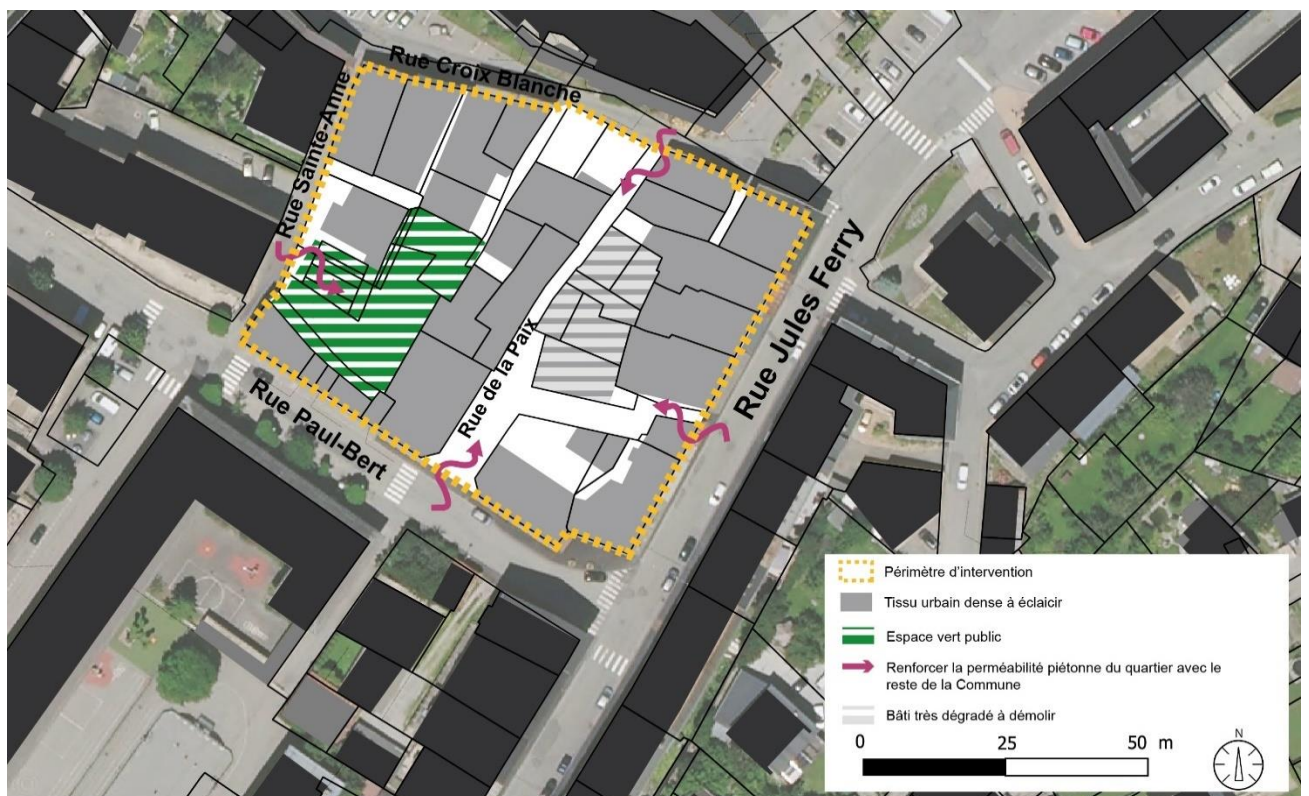 Rue Croix Blanche
Rue Sainte-Anne
Rue de la Paix
Rue Jules Ferry
Rue Paul-Bert
Périmètre d'intervention
Tissu urbain dense à éclaicir
Espace vert public
Renforcer la perméabilité piétonne du quartier avec le
reste de la Commune
Bâti très dégradé à démolir
0 25 50 m
N